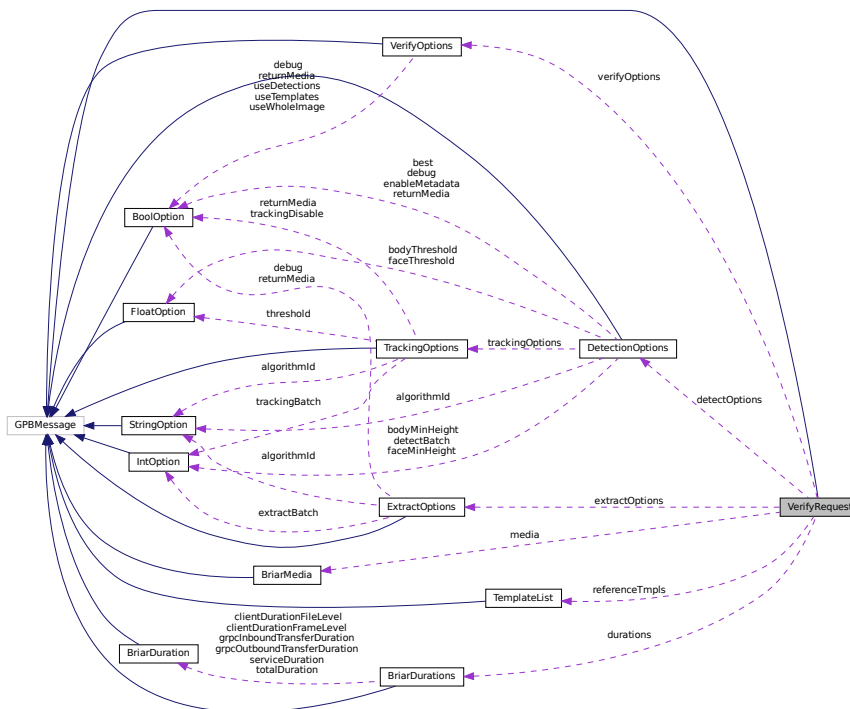 VerifyOptions
debug
returnMedia
useDetections
useTemplates
useWholeImage
verifyOptions
best
debug
enableMetadata
returnMedia
BoolOption
returnMedia
trackingDisable
bodyThreshold
faceThreshold
debug
returnMedia
FloatOption
threshold
TrackingOptions
trackingOptions
DetectionOptions
algorithmId
detectOptions
algorithmId
trackingBatch
GPBMessage
StringOption
bodyMinHeight
detectBatch
faceMinHeight
IntOption
algorithmId
extractOptions
ExtractOptions
VerifyRequest
extractBatch
media
BriarMedia
referenceTmpls
TemplateList
clientDurationFileLevel
clientDurationFrameLevel
grpcInboundTransferDuration
grpcOutboundTransferDuration
serviceDuration
totalDuration
durations
BriarDuration
BriarDurations